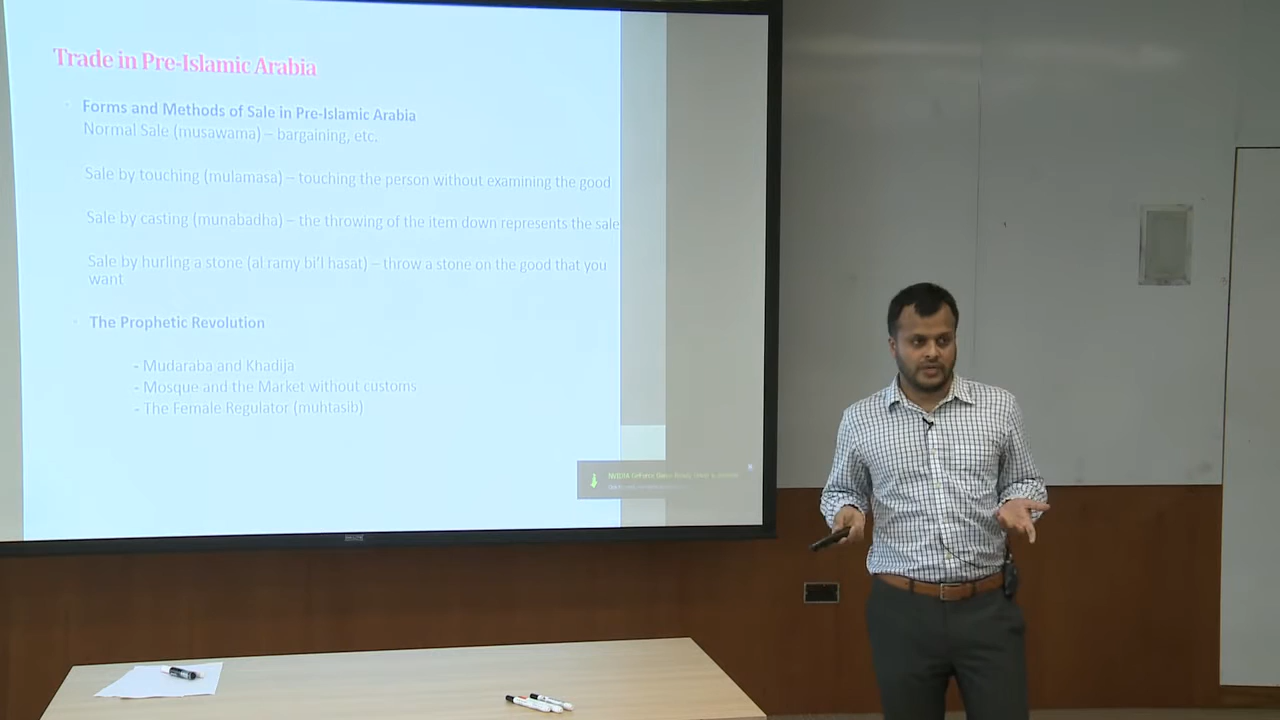 Trade in Pre-Islamic Arabia
Forms and Methods of Sale in Pre-Islamic Arabia
Normal Sale (musawama) – bargaining, etc.
Sale by touching (mulamasa) – touching the person without examining the good
Sale by casting (munabadha) – the throwing of the item down represents the sale
Sale by hurling a stone (al ramy bi'l hasat) – throw a stone on the good that you
want
The Prophetic Revolution
- Mudaraba and Khadija
- Mosque and the Market without customs
- The Female Regulator (muhtasib)
NVIDIA GeForce